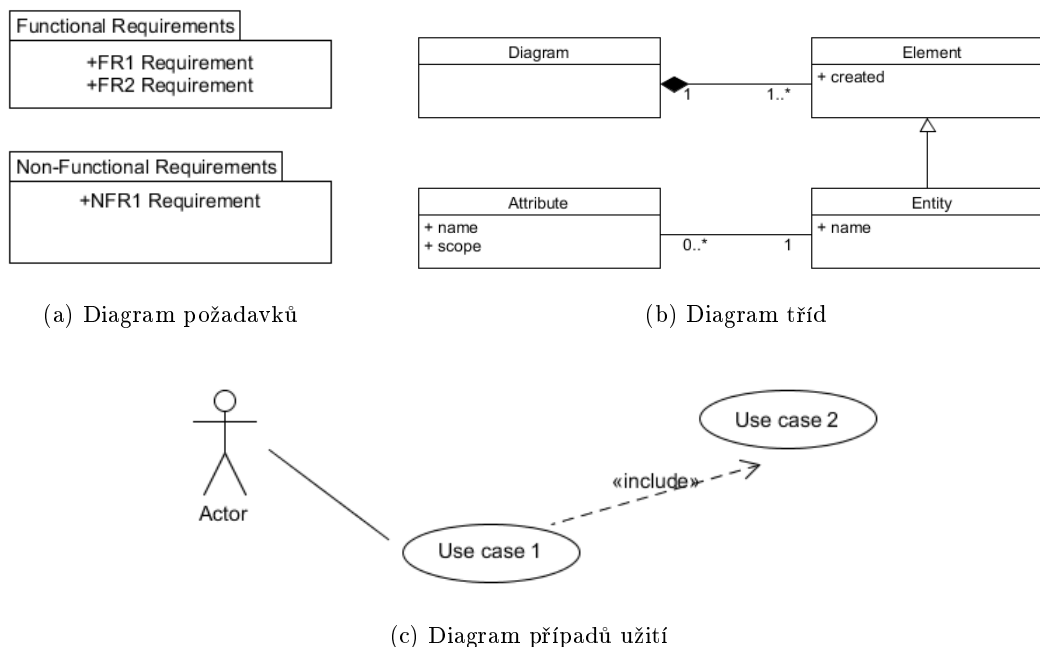 Functional Requirements
+FR1 Requirement
+FR2 Requirement
Non-Functional Requirements
+NFR1 Requirement
(a) Diagram požadavků
Diagram
1
1..*
Element
+ created
Attribute
+ name
+ scope
0..*
1
Entity
+ name
(b) Diagram tříd
Actor
Use case 1
«include»
Use case 2
(c) Diagram případů užití